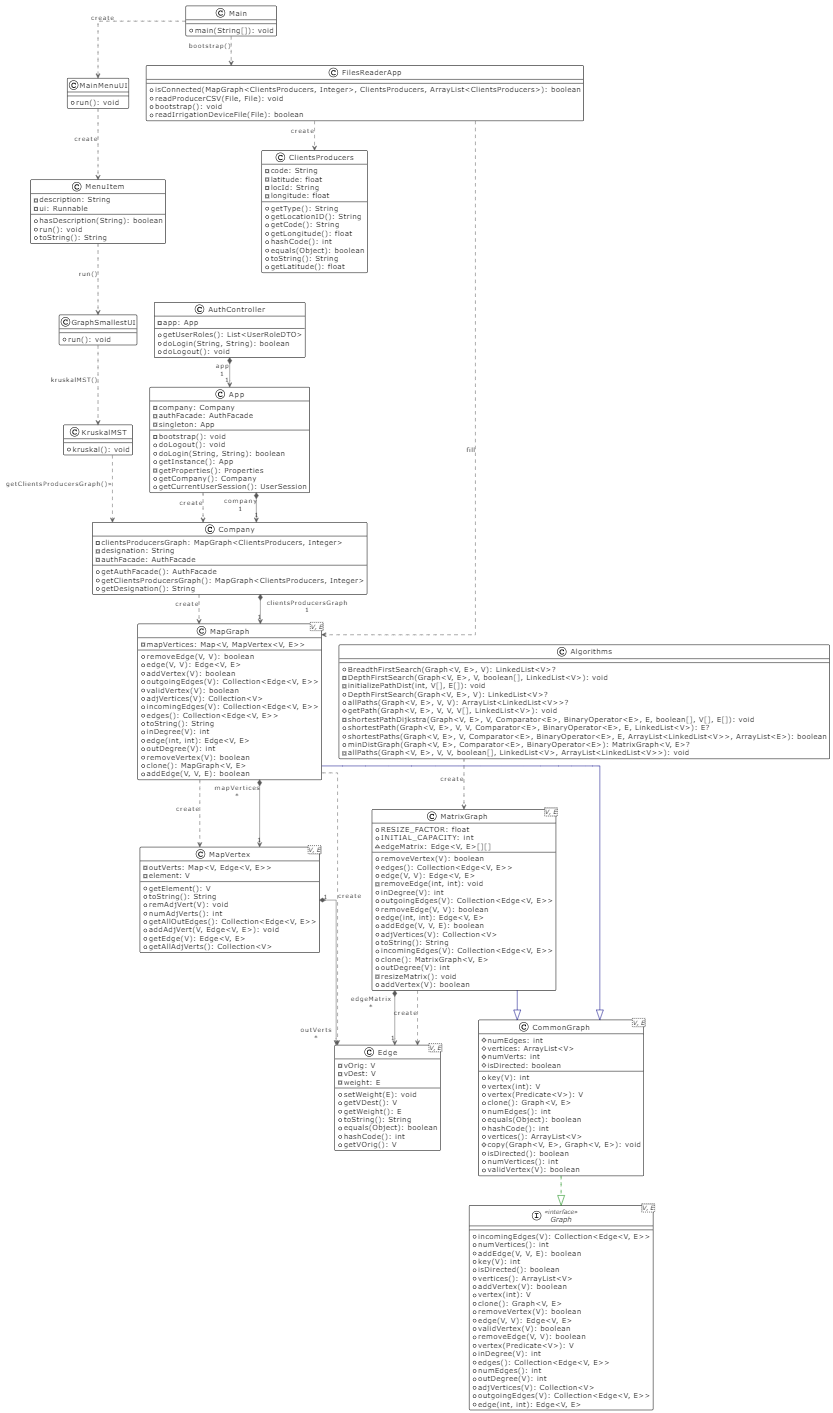 C Main
main(String[]): void
create
bootstrap()
C MainMenuUI
run(): void
C FilesReaderApp
isConnected(MapGraph<ClientsProducers, Integer>, ClientsProducers, ArrayList<ClientsProducers>): boolean
readProducerCSV(File, File): void
bootstrap(): void
readIrrigationDeviceFile(File): boolean
create
create
C ClientsProducers
code: String
latitude: float
locId: String
longitude: float
getType(): String
getLocationID(): String
getCode(): String
getLongitude(): float
hashCode(): int
equals(Object): boolean
toString(): String
getLatitude(): float
C MenuItem
description: String
ui: Runnable
hasDescription(String): boolean
run(): void
toString(): String
run()
C GraphSmallestUI
run(): void
C AuthController
app: App
getUserRoles(): List<UserRoleDTO>
doLogin(String, String): boolean
doLogout(): void
app
1
1
kruskalMST()
C App
company: Company
authFacade: AuthFacade
singleton: App
bootstrap(): void
doLogout(): void
doLogin(String, String): boolean
getInstance(): App
getProperties(): Properties
getCompany(): Company
getCurrentUserSession(): UserSession
C KruskalMST
kruskal(): void
fill
getClientsProducersGraph()
create
company
1
1
C Company
clientsProducersGraph: MapGraph<ClientsProducers, Integer>
designation: String
authFacade: AuthFacade
getAuthFacade(): AuthFacade
getClientsProducersGraph(): MapGraph<ClientsProducers, Integer>
getDesignation(): String
create
clientsProducersGraph
1
1
C MapGraph
V, E
mapVertices: Map<V, MapVertex<V, E>>
removeEdge(V, V): boolean
edge(V, V): Edge<V, E>
addVertex(V): boolean
outgoingEdges(V): Collection<Edge<V, E>>
validVertex(V): boolean
adjVertices(V): Collection<V>
incomingEdges(V): Collection<Edge<V, E>>
edges(): Collection<Edge<V, E>>
toString(): String
inDegree(V): int
edge(int, int): Edge<V, E>
outDegree(V): int
removeVertex(V): boolean
clone(): MapGraph<V, E>
addEdge(V, V, E): boolean
C Algorithms
BreadthFirstSearch(Graph<V, E>, V): LinkedList<V>?
DepthFirstSearch(Graph<V, E>, V, boolean[], LinkedList<V>): void
initializePathDist(int, V[], E[]): void
DepthFirstSearch(Graph<V, E>, V): LinkedList<V>?
allPaths(Graph<V, E>, V, V): ArrayList<LinkedList<V>>?
getPath(Graph<V, E>, V, V, V[], LinkedList<V>): void
shortestPathDijkstra(Graph<V, E>, V, Comparator<E>, BinaryOperator<E>, E, boolean[], V[], E[]): void
shortestPath(Graph<V, E>, V, V, Comparator<E>, BinaryOperator<E>, E, LinkedList<V>): E?
shortestPaths(Graph<V, E>, V, Comparator<E>, BinaryOperator<E>, E, ArrayList<LinkedList<V>>, ArrayList<E>): boolean
minDistGraph(Graph<V, E>, Comparator<E>, BinaryOperator<E>): MatrixGraph<V, E>?
allPaths(Graph<V, E>, V, V, boolean[], LinkedList<V>, ArrayList<LinkedList<V>>): void
create
mapVertices
*
1
create
C MapVertex
V, E
outVerts: Map<V, Edge<V, E>>
element: V
getElement(): V
toString(): String
remAdjVert(V): void
numAdjVerts(): int
getAllOutEdges(): Collection<Edge<V, E>>
addAdjVert(V, Edge<V, E>): void
getEdge(V): Edge<V, E>
getAllAdjVerts(): Collection<V>
1
create
C MatrixGraph
V, E
RESIZE_FACTOR: float
INITIAL_CAPACITY: int
edgeMatrix: Edge<V, E>[][]
removeVertex(V): boolean
edges(): Collection<Edge<V, E>>
edge(V, V): Edge<V, E>
removeEdge(int, int): void
inDegree(V): int
outgoingEdges(V): Collection<Edge<V, E>>
removeEdge(V, V): boolean
edge(int, int): Edge<V, E>
addEdge(V, V, E): boolean
adjVertices(V): Collection<V>
toString(): String
incomingEdges(V): Collection<Edge<V, E>>
clone(): MatrixGraph<V, E>
outDegree(V): int
resizeMatrix(): void
addVertex(V): boolean
edgeMatrix
*
create
1
outVerts
*
C Edge
V, E
vOrig: V
vDest: V
weight: E
setWeight(E): void
getVDest(): V
getWeight(): E
toString(): String
equals(Object): boolean
hashCode(): int
getVOrig(): V
C CommonGraph
V, E
numEdges: int
vertices: ArrayList<V>
numVerts: int
isDirected: boolean
key(V): int
vertex(int): V
vertex(Predicate<V>): V
clone(): Graph<V, E>
numEdges(): int
equals(Object): boolean
hashCode(): int
vertices(): ArrayList<V>
copy(Graph<V, E>, Graph<V, E>): void
isDirected(): boolean
numVertices(): int
validVertex(V): boolean
I «interface»
Graph
V, E
incomingEdges(V): Collection<Edge<V, E>>
numVertices(): int
addEdge(V, V, E): boolean
key(V): int
isDirected(): boolean
vertices(): ArrayList<V>
addVertex(V): boolean
vertex(int): V
clone(): Graph<V, E>
removeVertex(V): boolean
edge(V, V): Edge<V, E>
validVertex(V): boolean
removeEdge(V, V): boolean
vertex(Predicate<V>): V
inDegree(V): int
edges(): Collection<Edge<V, E>>
numEdges(): int
outDegree(V): int
adjVertices(V): Collection<V>
outgoingEdges(V): Collection<Edge<V, E>>
edge(int, int): Edge<V, E>